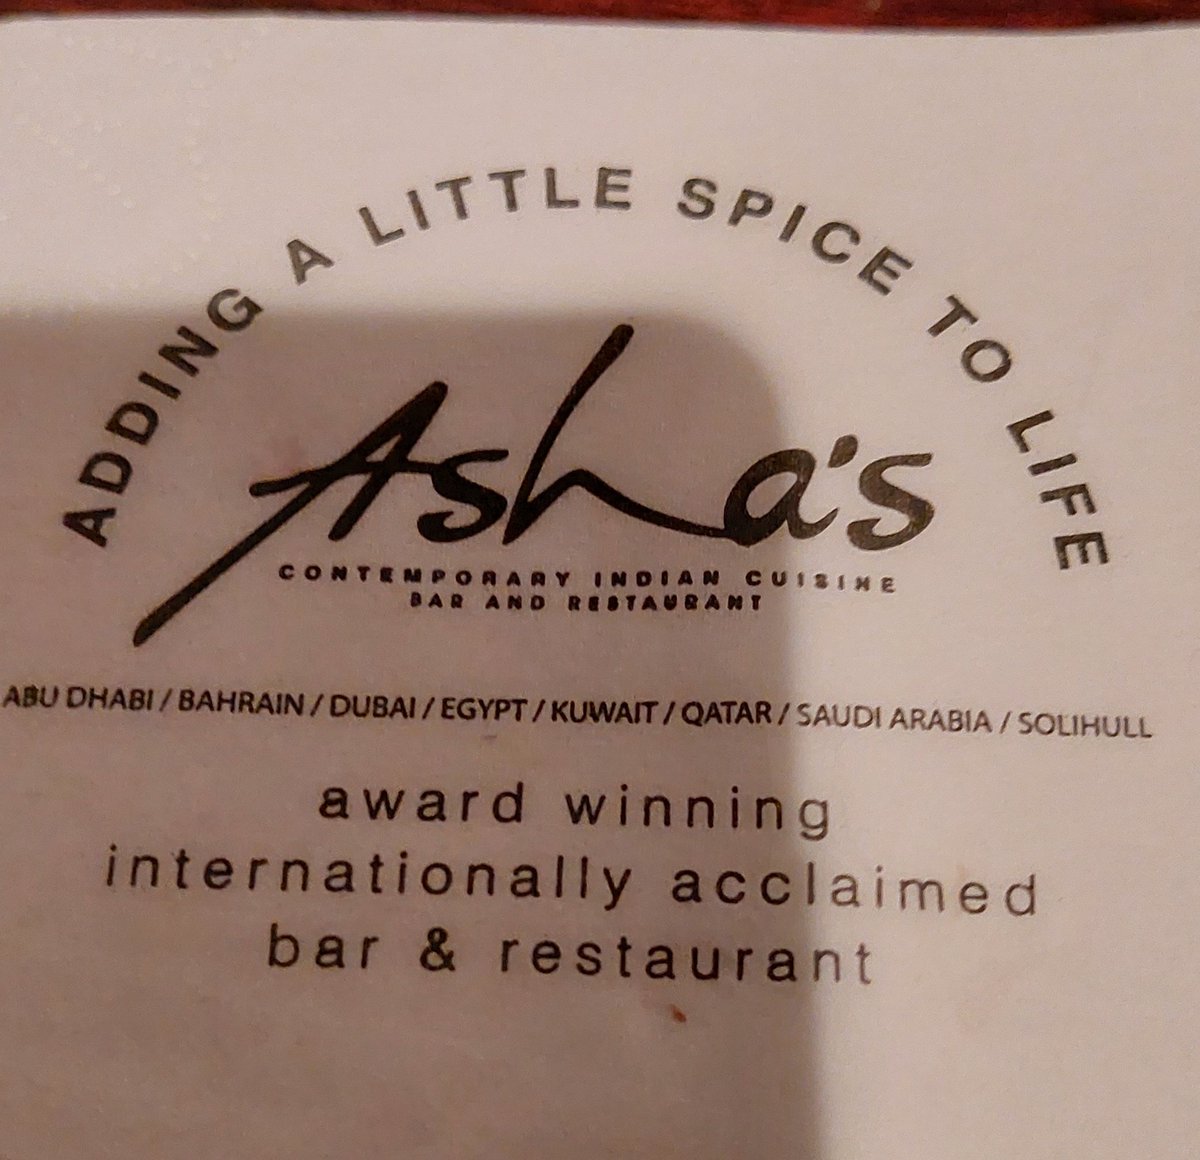 ADDING A LITTLE SPICE TO LIFE
Asha's
CONTEMPORARY INDIAN CUISINE
BAR AND RESTAURANT
ABU DHABI / BAHRAIN / DUBAI / EGYPT / KUWAIT / QATAR / SAUDI ARABIA / SOLIHULL
award winning
internationally acclaimed
bar & restaurant